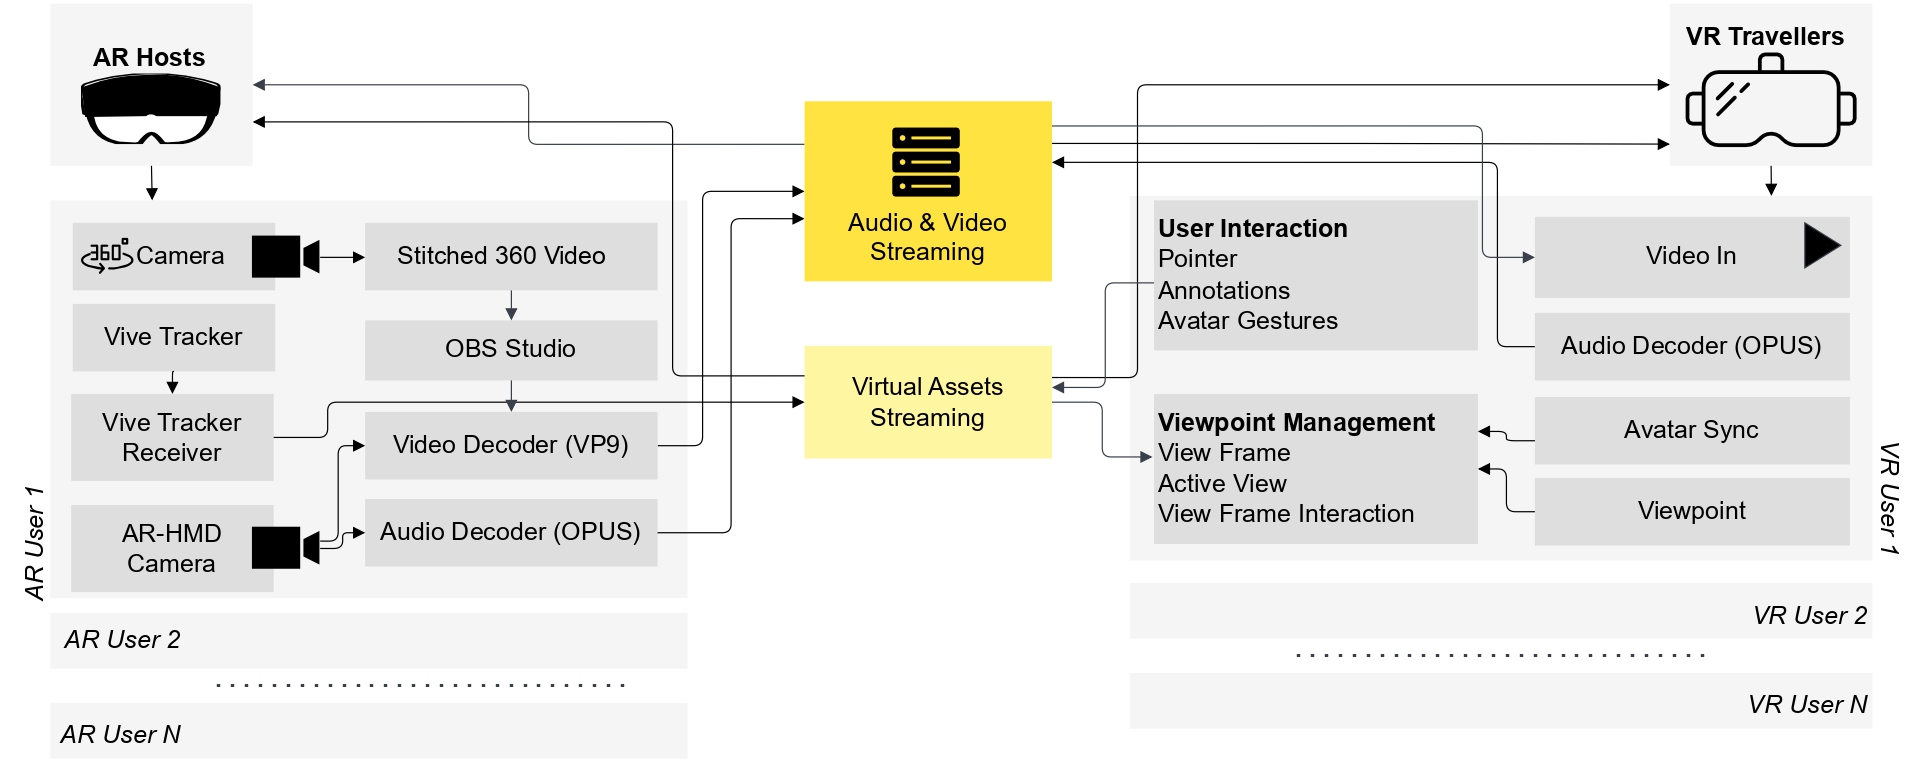 AR Hosts
VR Travellers
Audio & Video
Streaming
360° Camera
Stitched 360 Video
Vive Tracker
OBS Studio
Vive Tracker
Receiver
Video Decoder (VP9)
AR-HMD
Camera
Audio Decoder (OPUS)
AR User 1
AR User 2
AR User N
Virtual Assets
Streaming
User Interaction
Pointer
Annotations
Avatar Gestures
Video In
Audio Decoder (OPUS)
Viewpoint Management
View Frame
Active View
View Frame Interaction
Avatar Sync
Viewpoint
VR User 1
VR User 2
VR User N